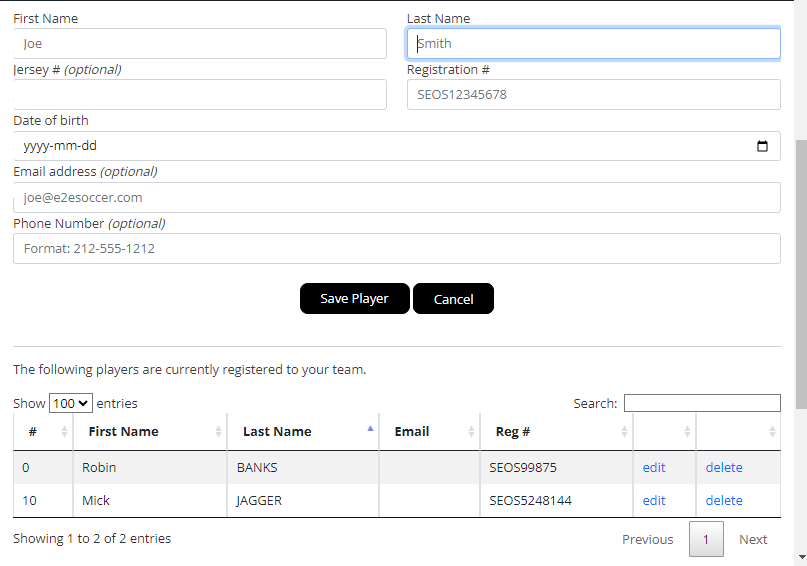 First Name Last Name
Joe Smith
Jersey # (optional) Registration #
SEOS12345678
Date of birth
yyyy-mm-dd
Email address (optional)
joe@e2esoccer.com
Phone Number (optional)
Format: 212-555-1212
Save Player Cancel
The following players are currently registered to your team.
Show 100 entries Search:
# First Name Last Name Email Reg #
0 Robin BANKS SEOS99875 edit delete
10 Mick JAGGER SEOS5248144 edit delete
Showing 1 to 2 of 2 entries Previous 1 Next